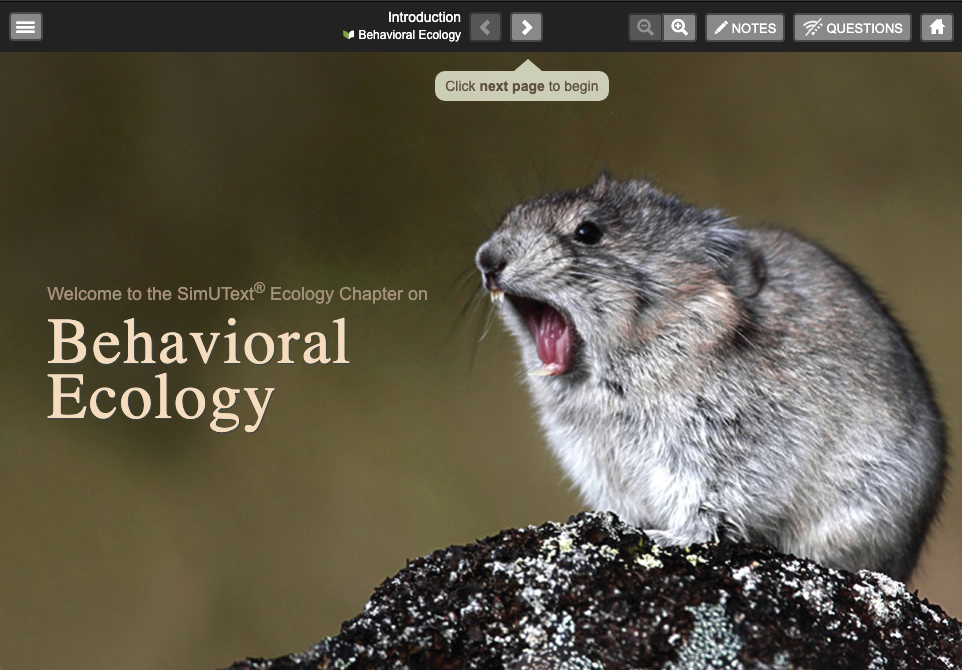 Introduction
Behavioral Ecology
NOTES
QUESTIONS
Click next page to begin
Welcome to the SimUText® Ecology Chapter on
Behavioral
Ecology